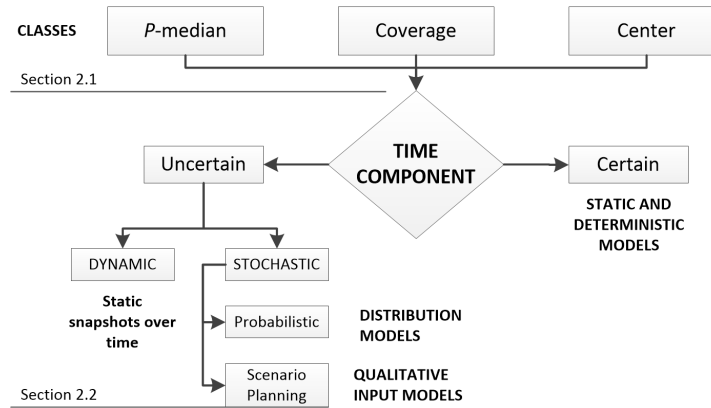 CLASSES
P-median
Coverage
Center
Section 2.1
TIME
COMPONENT
Uncertain
Certain
STATIC AND
DETERMINISTIC
MODELS
DYNAMIC
STOCHASTIC
Static
snapshots over
time
Probabilistic
DISTRIBUTION
MODELS
Scenario
Planning
QUALITATIVE
INPUT MODELS
Section 2.2